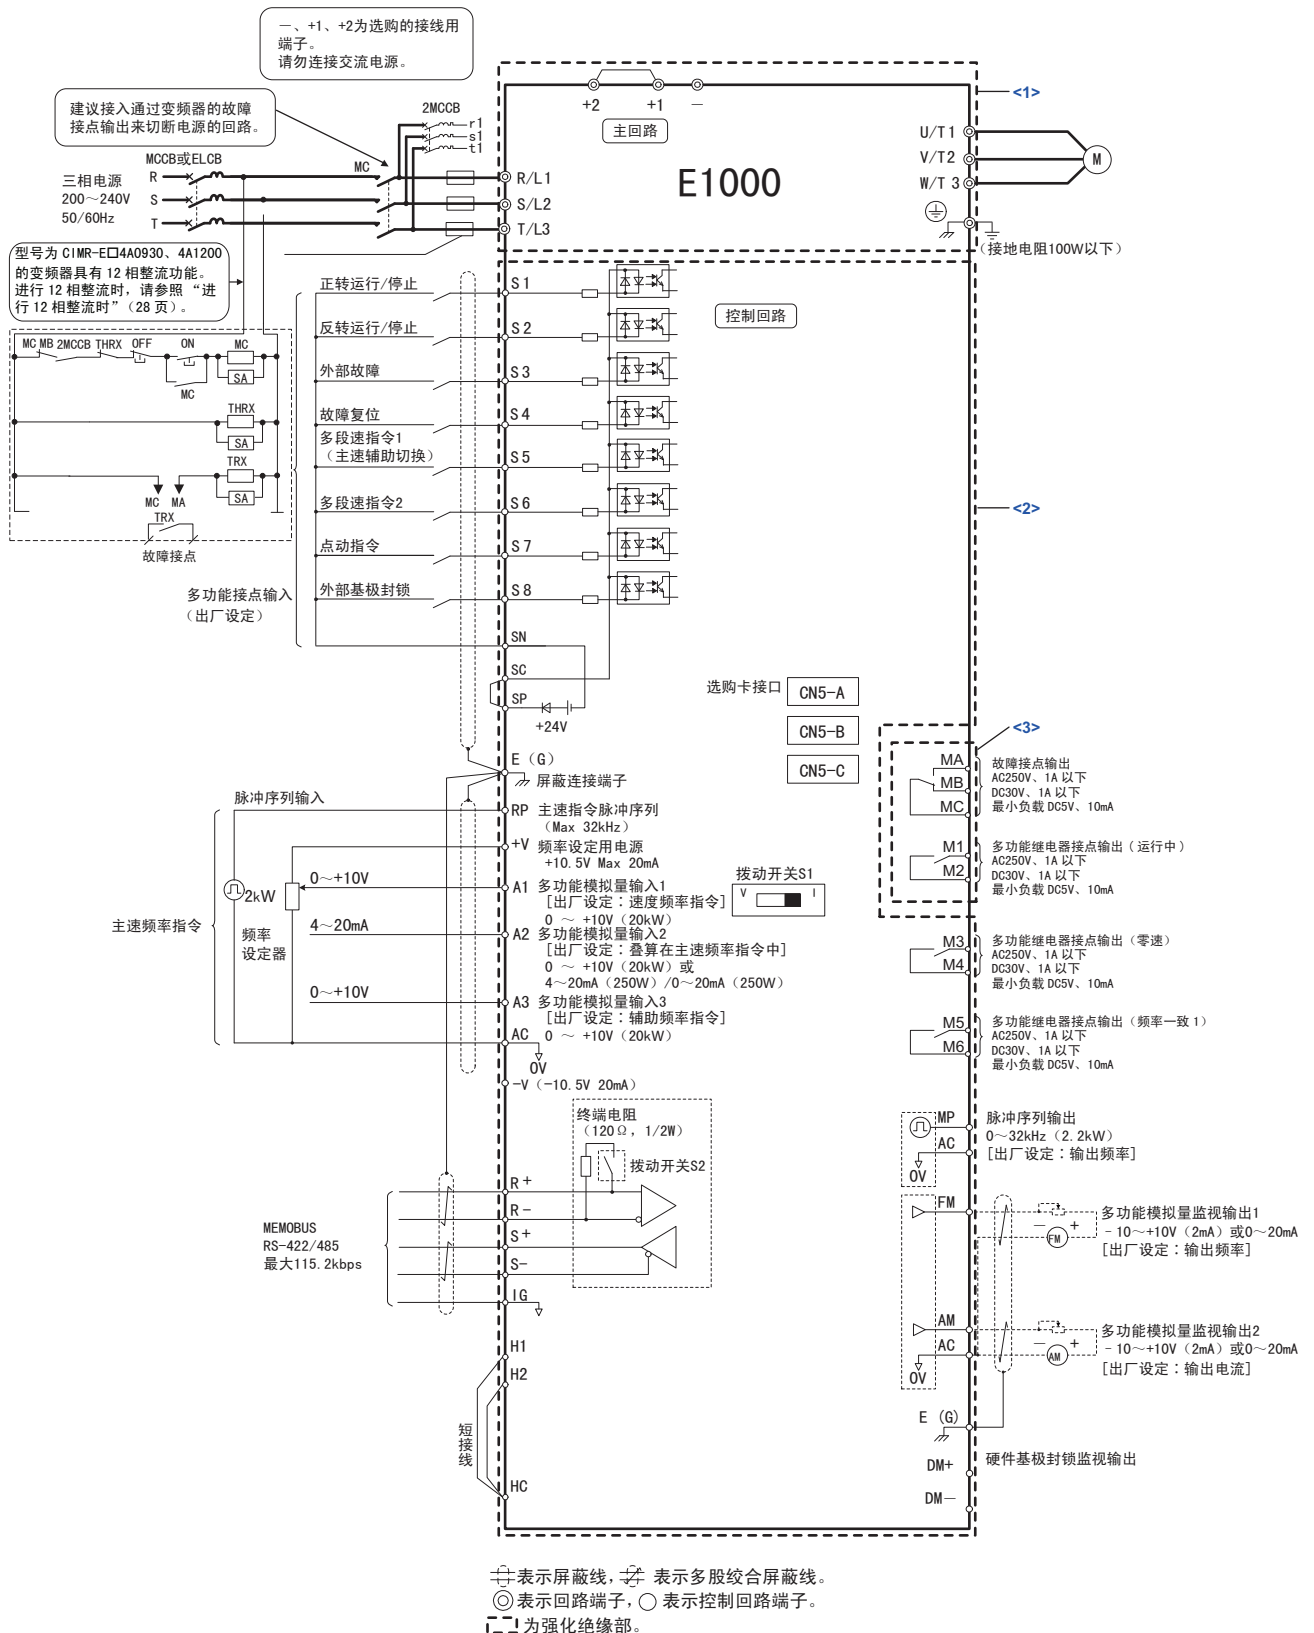 一、+1、+2为选购的接线用
端子。
请勿连接交流电源。
建议接入通过变频器的故障
接点输出来切断电源的回路。
2MCCB
r1
s1
t1
MCCB或ELCB
MC
三相电源
200～240V
50/60Hz
R
S
T
型号为 CIMR-E□4A0930、4A1200
的变频器具有 12 相整流功能。
进行 12 相整流时，请参照“进
行 12 相整流时”（28 页）。
+2
+1
－
主回路
E1000
R/L1
S/L2
T/L3
U/T1
V/T2
W/T 3
M
（接地电阻100W以下）
<1>
MC MB 2MCCB THRX OFF ON MC
SA
MC
THRX
SA
TRX
SA
MC MA
TRX
故障接点
正转运行/停止 S1
反转运行/停止 S2
外部故障 S3
故障复位 S4
多段速指令1
（主速辅助切换） S5
多段速指令2 S6
点动指令 S7
外部基极封锁 S8
多功能接点输入
（出厂设定）
控制回路
<2>
SN
SC
SP
+24V
选购卡接口
CN5-A
CN5-B
CN5-C
E（G）
屏蔽连接端子
脉冲序列输入
RP 主速指令脉冲序列
（Max 32kHz）
+V 频率设定用电源
+10.5V Max 20mA
0～+10V
A1 多功能模拟量输入1
[出厂设定：速度频率指令]
0 ～ +10V（20kW）
4～20mA
A2 多功能模拟量输入2
[出厂设定：叠算在主速频率指令中]
0 ～ +10V（20kW）或
4～20mA（250W）/0～20mA（250W）
0～+10V
A3 多功能模拟量输入3
[出厂设定：辅助频率指令]
0 ～ +10V（20kW）
AC
0V
-V（-10.5V 20mA）
主速频率指令
2kW
频率
设定器
拨动开关S1
V
I
<3>
MA
MB
MC
故障接点输出
AC250V、1A 以下
DC30V、1A 以下
最小负载 DC5V、10mA
M1
M2
多功能继电器接点输出（运行中）
AC250V、1A 以下
DC30V、1A 以下
最小负载 DC5V、10mA
M3
M4
多功能继电器接点输出（零速）
AC250V、1A 以下
DC30V、1A 以下
最小负载 DC5V、10mA
M5
M6
多功能继电器接点输出（频率一致 1）
AC250V、1A 以下
DC30V、1A 以下
最小负载 DC5V、10mA
终端电阻
（120Ω，1/2W）
拨动开关S2
R+
R-
S+
S-
IG
MEMOBUS
RS-422/485
最大115.2kbps
MP
AC
0V
脉冲序列输出
0～32kHz（2.2kW）
[出厂设定：输出频率]
FM
－
+
FM
多功能模拟量监视输出1
-10～+10V（2mA）或0～20mA
[出厂设定：输出频率]
AM
AC
0V
－
+
AM
多功能模拟量监视输出2
-10～+10V（2mA）或0～20mA
[出厂设定：输出电流]
E (G)
H1
H2
短接线
HC
DM+
DM－
硬件基极封锁监视输出
表示屏蔽线， 表示多股绞合屏蔽线。
表示回路端子， 表示控制回路端子。
为强化绝缘部。